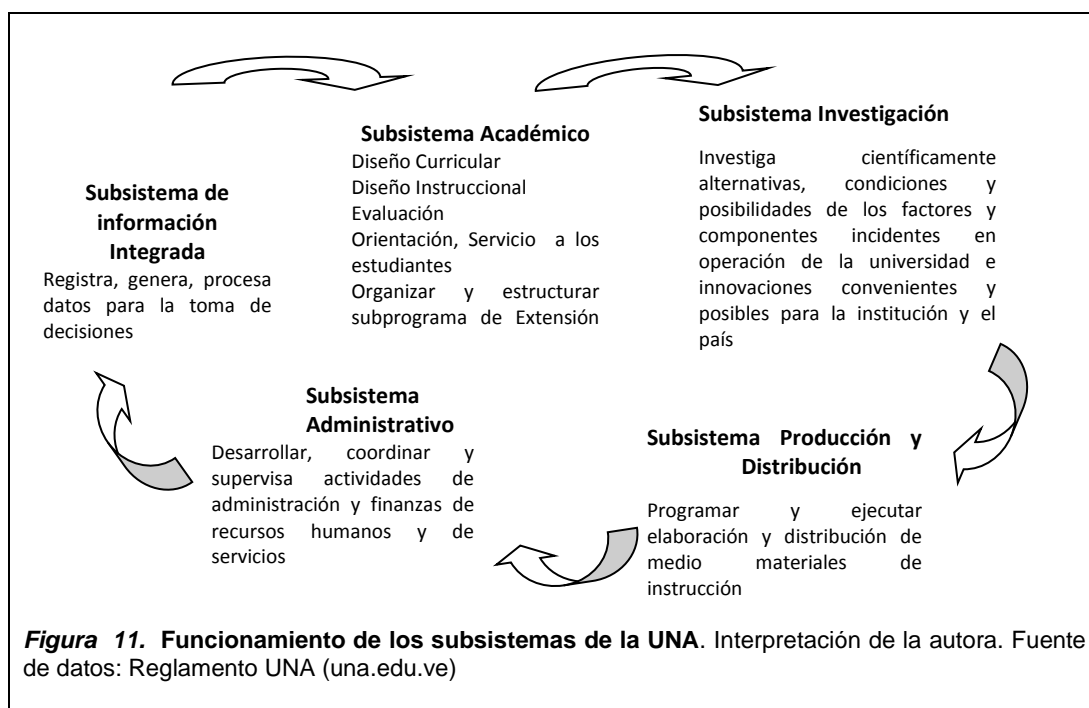 Subsistema de
información
Integrada
Registra, genera, procesa
datos para la toma de
decisiones
Subsistema Académico
Diseño Curricular
Diseño Instruccional
Evaluación
Orientación, Servicio a los
estudiantes
Organizar y estructurar
subprograma de Extensión
Subsistema Investigación
Investiga científicamente
alternativas, condiciones y
posibilidades de los factores y
componentes incidentes en
operación de la universidad e
innovaciones convenientes y
posibles para la institución y el
país
Subsistema
Administrativo
Desarrollar, coordinar y
supervisa actividades de
administración y finanzas de
recursos humanos y de
servicios
Subsistema Producción y
Distribución
Programar y ejecutar
elaboración y distribución de
medio materiales de
instrucción
Figura 11. Funcionamiento de los subsistemas de la UNA. Interpretación de la autora. Fuente
de datos: Reglamento UNA (una.edu.ve)